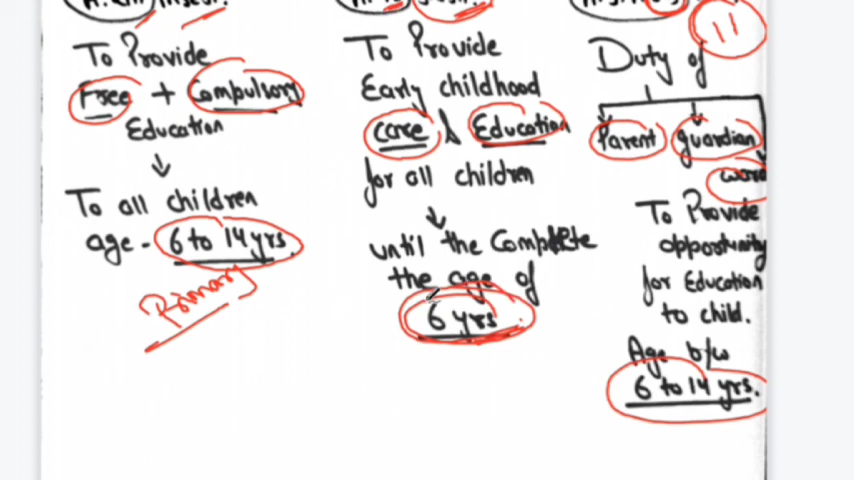 To Provide
Free + Compulsory
Education
To all children
age - 6 to 14 yrs.
Primary
To Provide
Early childhood
care & Education
for all children
until the Complete
the age of
6 yrs
11
Duty of
Parent guardian
ward
To Provide
opportunity
for Education
to child.
Age b/w
6 to 14 yrs.